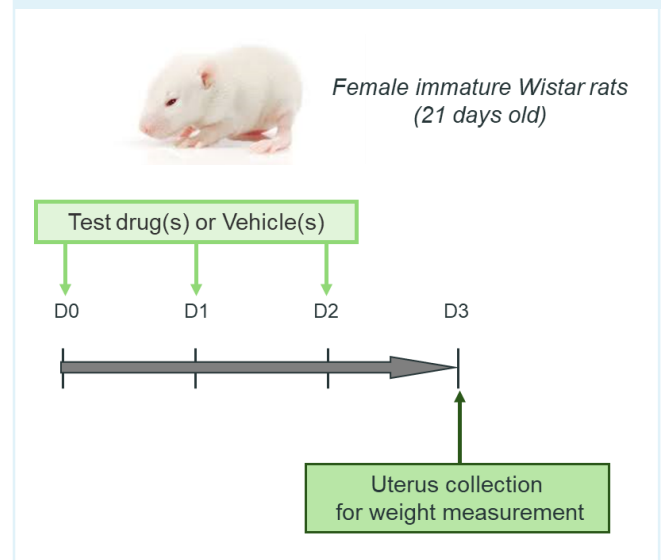 Female immature Wistar rats
(21 days old)
Test drug(s) or Vehicle(s)
D0 D1 D2 D3
Uterus collection
for weight measurement